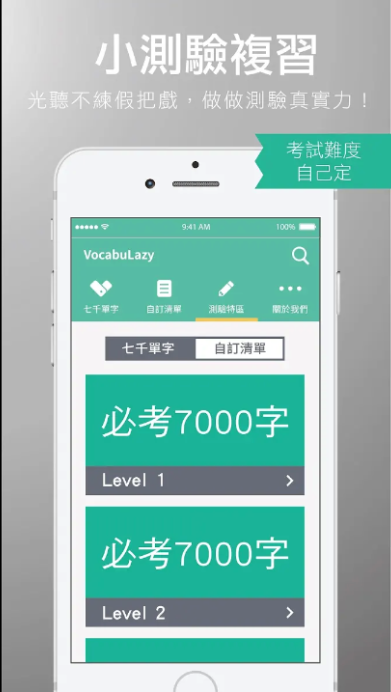 小測驗複習
光聽不練假把戲，做做測驗真實力！
考試難度
自己定
9:41 AM
100%
VocabuLazy
七千單字
自訂清單
測驗特區
關於我們
七千單字
自訂清單
必考7000字
Level 1
必考7000字
Level 2